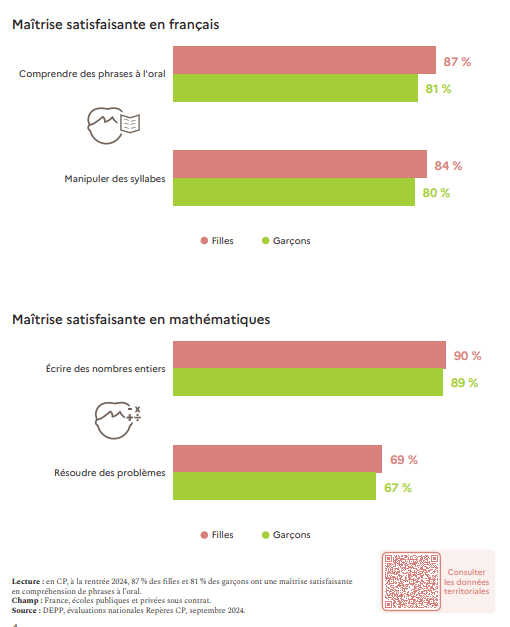 Maîtrise satisfaisante en français
Comprendre des phrases à l'oral
87 %
81 %
Manipuler des syllabes
84 %
80 %
Filles
Garçons
Maîtrise satisfaisante en mathématiques
Écrire des nombres entiers
90 %
89 %
Résoudre des problèmes
69 %
67 %
Filles
Garçons
Lecture : en CP, à la rentrée 2024, 87 % des filles et 81 % des garçons ont une maîtrise satisfaisante
en compréhension de phrases à l'oral.
Champ : France, écoles publiques et privées sous contrat.
Source : DEPP, évaluations nationales Repères CP, septembre 2024.
Consulter
les données
territoriales